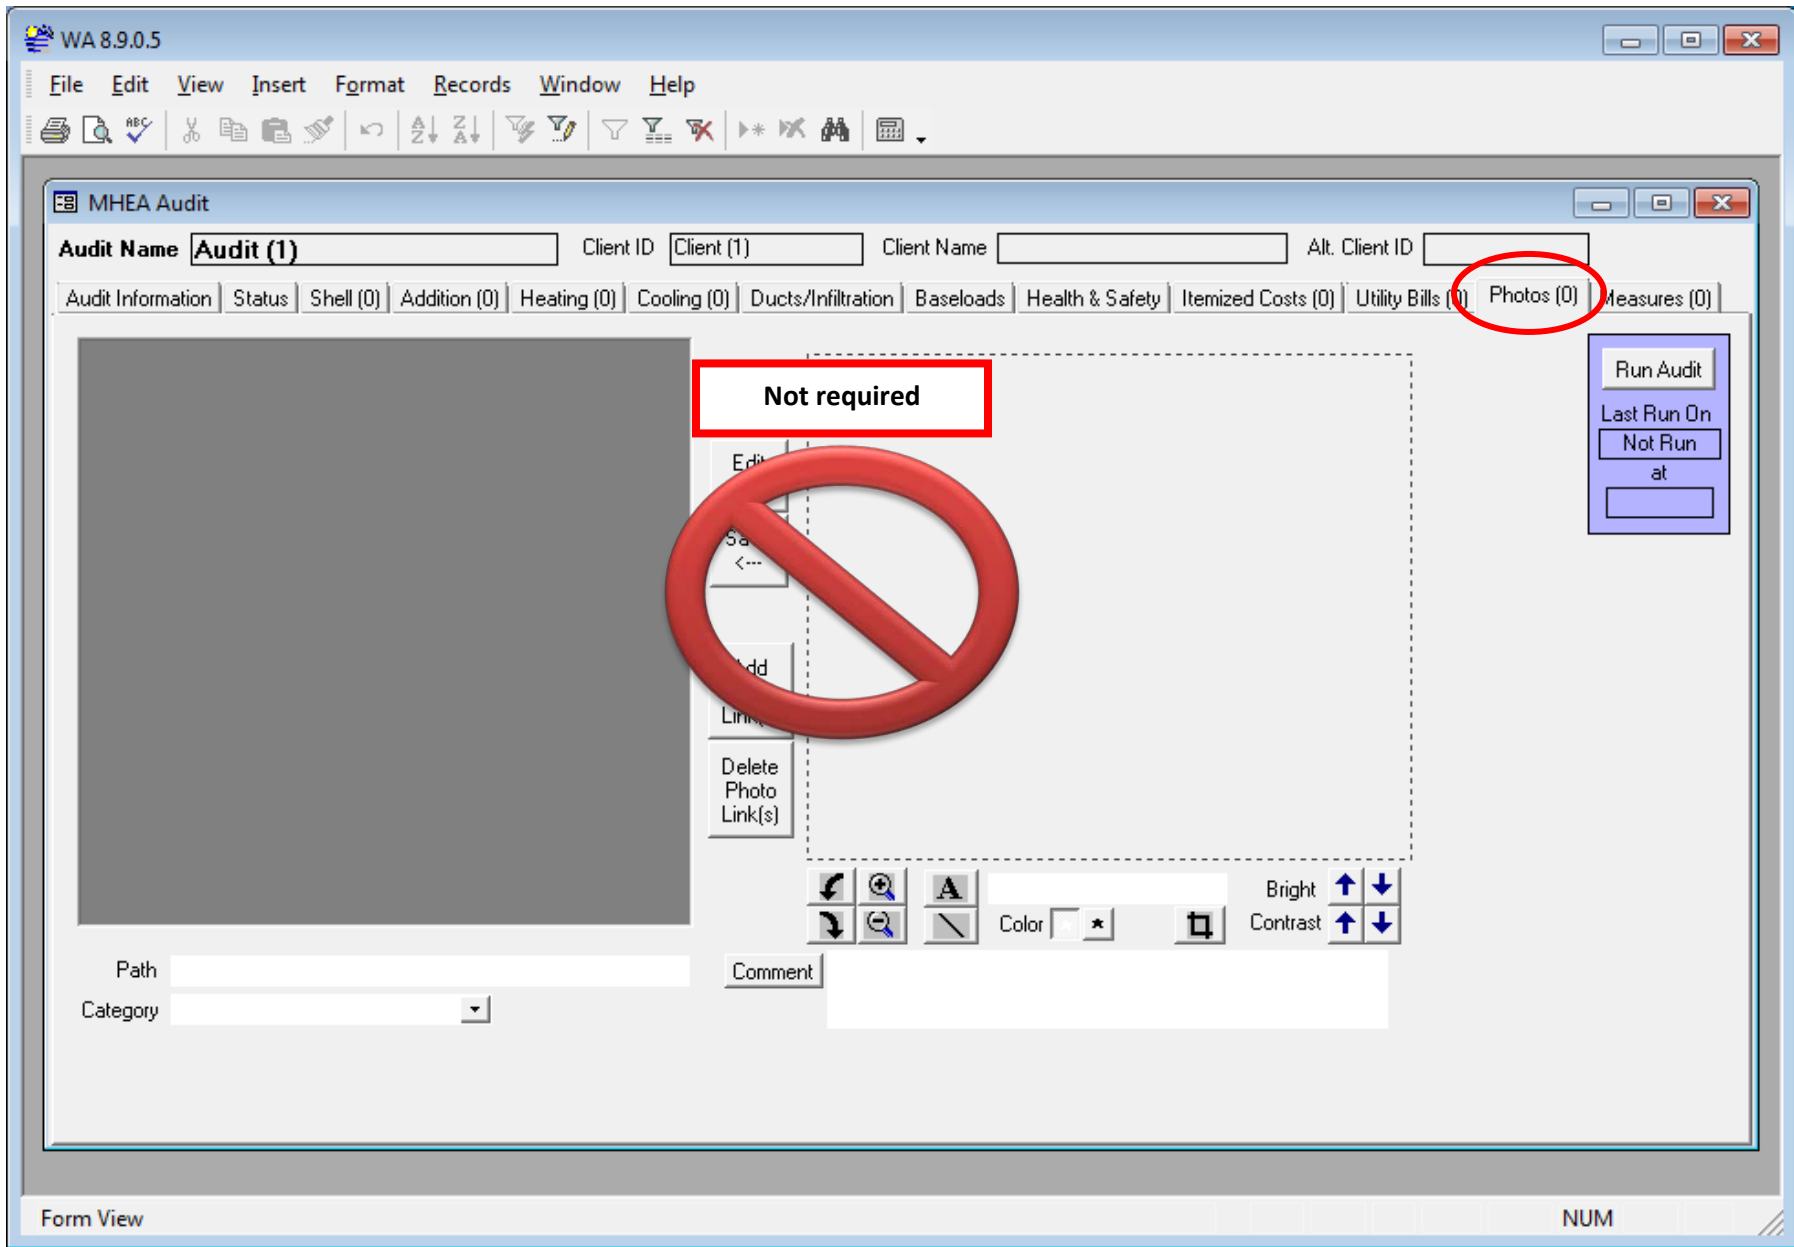 WA 8.9.0.5
File Edit View Insert Format Records Window Help
MHEA Audit
Audit Name Audit (1) Client ID Client (1) Client Name Alt. Client ID
Audit Information Status Shell (0) Addition (0) Heating (0) Cooling (0) Ducts/Infiltration Baseloads Health & Safety Itemized Costs (0) Utility Bills (0) Photos (0) Measures (0)
Not required
Run Audit
Last Run On
Not Run
at
<---
Link(
Delete
Photo
Link(s)
A
Bright
Color
Contrast
Path
Comment
Category
Form View
NUM